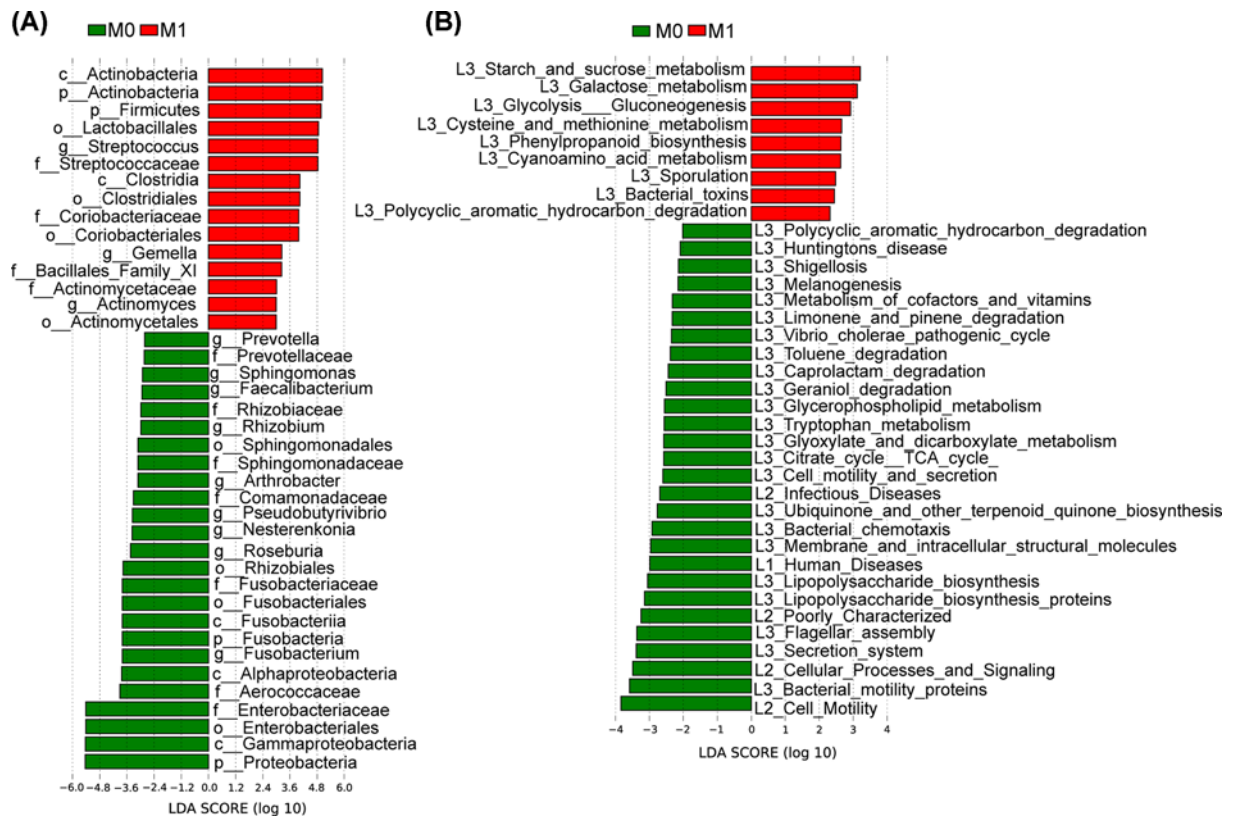 (A)
M0 M1
c__Actinobacteria
p__Actinobacteria
p__Firmicutes
o__Lactobacillales
g__Streptococcus
f__Streptococcaceae
c__Clostridia
o__Clostridiales
f__Coriobacteriaceae
o__Coriobacteriales
g__Gemella
f__Bacillales_Family_XI
f__Actinomycetaceae
g__Actinomyces
o__Actinomycetales
g__Prevotella
f__Prevotellaceae
g__Sphingomonas
g__Faecalibacterium
f__Rhizobiaceae
g__Rhizobium
o__Sphingomonadales
f__Sphingomonadaceae
g__Arthrobacter
f__Comamonadaceae
g__Pseudobutyrivibrio
g__Nesterenkonia
g__Roseburia
o__Rhizobiales
f__Fusobacteriaceae
o__Fusobacteriales
c__Fusobacteriia
p__Fusobacteria
g__Fusobacterium
c__Alphaproteobacteria
f__Aerococcaceae
f__Enterobacteriaceae
o__Enterobacteriales
c__Gammaproteobacteria
p__Proteobacteria
−6.0 −4.8 −3.6 −2.4 −1.2 0.0 1.2 2.4 3.6 4.8 6.0
LDA SCORE (log 10)
(B)
M0 M1
L3_Starch_and_sucrose_metabolism
L3_Galactose_metabolism
L3_Glycolysis___Gluconeogenesis
L3_Cysteine_and_methionine_metabolism
L3_Phenylpropanoid_biosynthesis
L3_Cyanoamino_acid_metabolism
L3_Sporulation
L3_Bacterial_toxins
L3_Polycyclic_aromatic_hydrocarbon_degradation
L3_Polycyclic_aromatic_hydrocarbon_degradation
L3_Huntingtons_disease
L3_Shigellosis
L3_Melanogenesis
L3_Metabolism_of_cofactors_and_vitamins
L3_Limonene_and_pinene_degradation
L3_Vibrio_cholerae_pathogenic_cycle
L3_Toluene_degradation
L3_Caprolactam_degradation
L3_Geraniol_degradation
L3_Glycerophospholipid_metabolism
L3_Tryptophan_metabolism
L3_Glyoxylate_and_dicarboxylate_metabolism
L3_Citrate_cycle__TCA_cycle_
L3_Cell_motility_and_secretion
L2_Infectious_Diseases
L3_Ubiquinone_and_other_terpenoid_quinone_biosynthesis
L3_Bacterial_chemotaxis
L3_Membrane_and_intracellular_structural_molecules
L1_Human_Diseases
L3_Lipopolysaccharide_biosynthesis
L3_Lipopolysaccharide_biosynthesis_proteins
L2_Poorly_Characterized
L3_Flagellar_assembly
L3_Secretion_system
L2_Cellular_Processes_and_Signaling
L3_Bacterial_motility_proteins
L2_Cell_Motility
−4 −3 −2 −1 0 1 2 3 4
LDA SCORE (log 10)